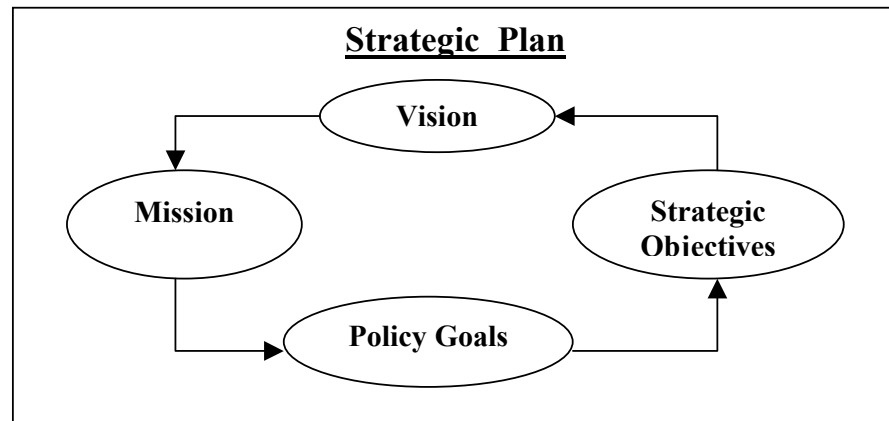 Strategic Plan
Vision
Mission
Strategic
Objectives
Policy Goals